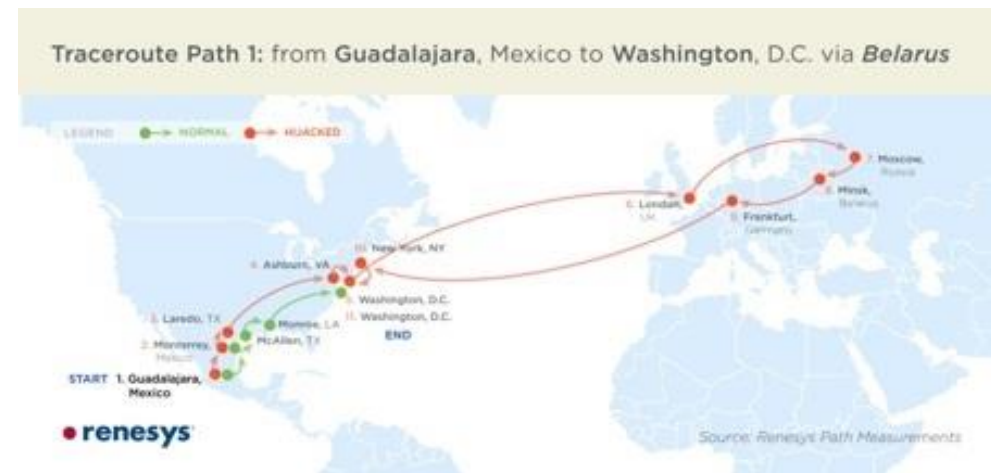 Traceroute Path 1: from Guadalajara, Mexico to Washington, D.C. via Belarus
LEGEND NORMAL HIJACKED
7. Moscow,
Russia
8. Minsk,
Belarus
6. London,
UK
9. Frankfurt,
Germany
10. New York, NY
4. Ashburn, VA
5. Washington, D.C.
11. Washington, D.C.
END
3. Laredo, TX
Monroe, LA
McAllen, TX
2. Monterrey,
Mexico
START 1. Guadalajara,
Mexico
renesys
Source: Renesys Path Measurements